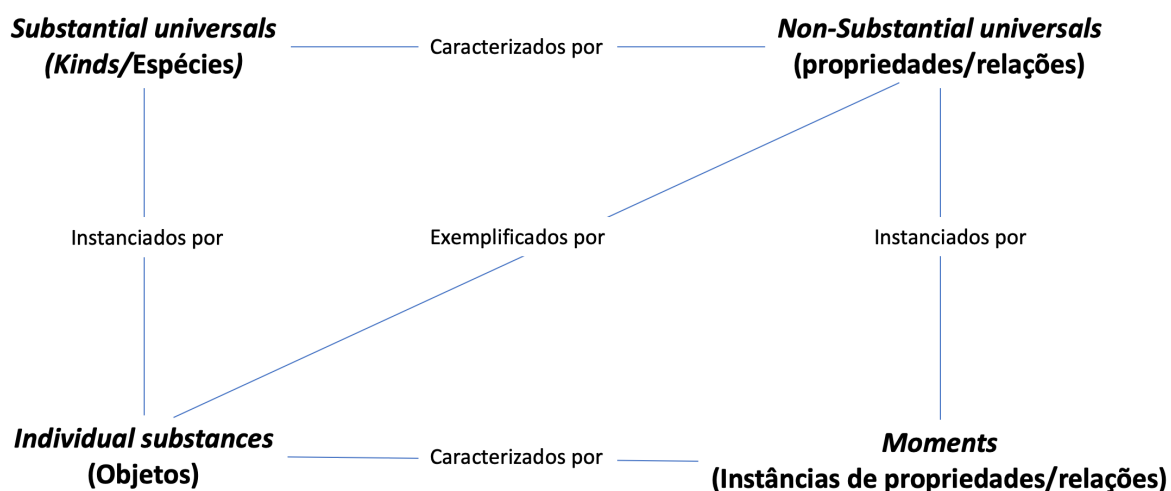 Substantial universals
(Kinds/Espécies)
Caracterizados por
Non-Substantial universals
(propriedades/relações)
Instanciados por
Exemplificados por
Instanciados por
Individual substances
(Objetos)
Caracterizados por
Moments
(Instâncias de propriedades/relações)